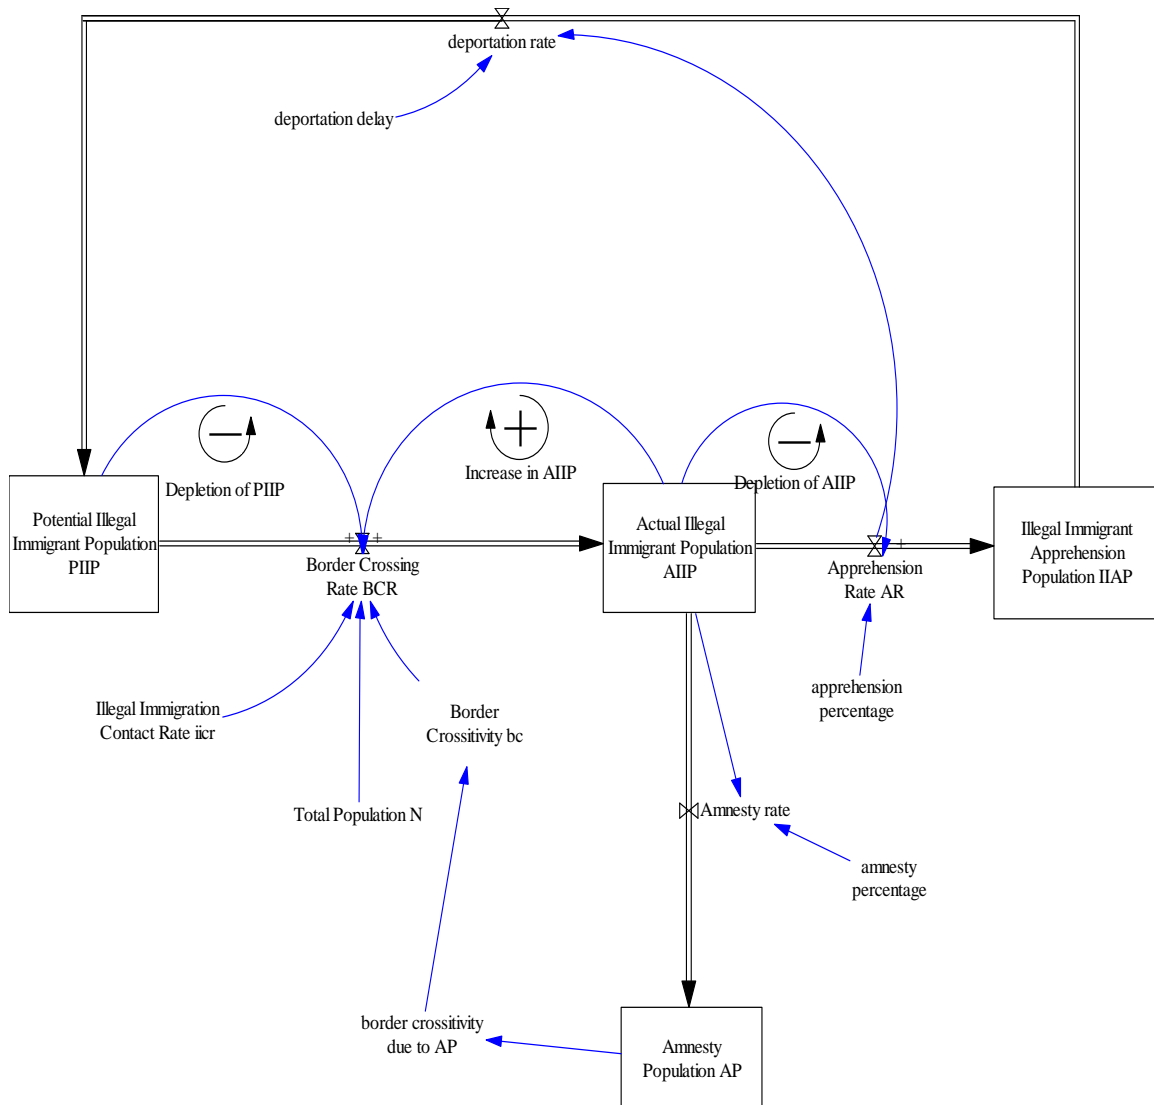 deportation rate
deportation delay
Depletion of PIIP
Increase in AIIP
Depletion of AIIP
Potential Illegal
Immigrant Population
PIIP
Actual Illegal
Immigrant Population
AIIP
Illegal Immigrant
Apprehension
Population IIAP
Border Crossing
Rate BCR
Apprehension
Rate AR
apprehension
percentage
Illegal Immigration
Contact Rate iicr
Border
Crossitivity bc
Total Population N
Amnesty rate
amnesty
percentage
border crossitivity
due to AP
Amnesty
Population AP